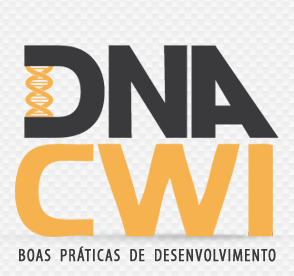 DNA
CWI
BOAS PRÁTICAS DE DESENVOLVIMENTO